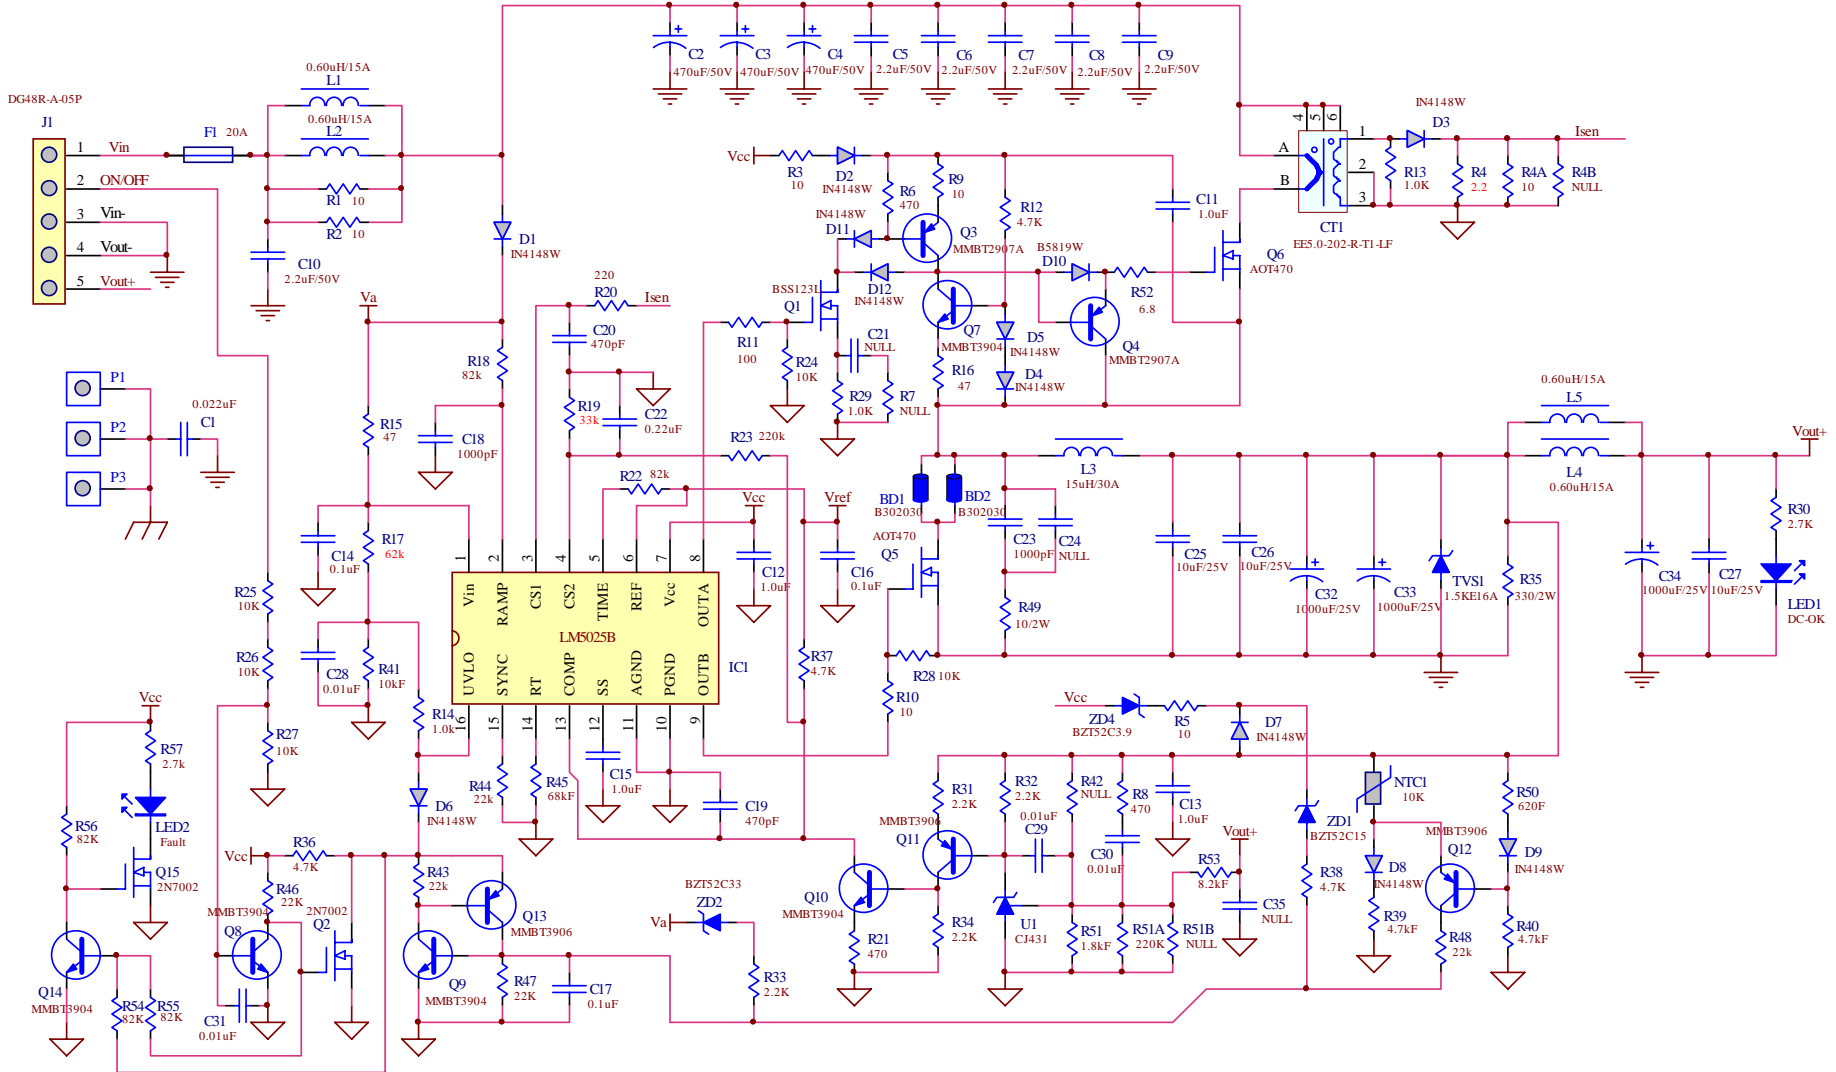 C2
470uF/50V
C3
470uF/50V
C4
470uF/50V
C5
2.2uF/50V
C6
2.2uF/50V
C7
2.2uF/50V
C8
2.2uF/50V
C9
2.2uF/50V
0.60uH/15A
L1
0.60uH/15A
L2
DG48R-A-05P
J1
1 Vin
2 ON/OFF
3 Vin-
4 Vout-
5 Vout+
F1 20A
R1 10
R2 10
C10
2.2uF/50V
D1
IN4148W
Va
Vcc
R3
10
D2
IN4148W
R6
470
R9
10
IN4148W
D11
Q3
MMBT2907A
R12
4.7K
C11
1.0uF
B5819W
D10
D12
IN4148W
R52
6.8
Q6
AOT470
4
5
6
A
B
1
2
3
CT1
EE5.0-202-R-T1-LF
IN4148W
D3
Isen
R13
1.0K
R4
2.2
R4A
10
R4B
NULL
220
R20
Isen
C20
470pF
BSS123L
Q1
R11
100
R24
10K
C21
NULL
R29
1.0K
R7
NULL
Q7
MMBT3904
R16
47
D5
IN4148W
D4
IN4148W
Q4
MMBT2907A
R18
82k
R19
33k
C22
0.22uF
R15
47
C18
1000pF
R23 220k
R22 82k
P1
P2
P3
0.022uF
C1
C14
0.1uF
R17
62k
Vcc
C12
1.0uF
Vref
C16
0.1uF
1
2
3
4
5
6
7
8
Vin
RAMP
CS1
CS2
TIME
REF
Vcc
OUTA
LM5025B
IC1
UVLO
SYNC
RT
COMP
SS
AGND
PGND
OUTB
16
15
14
13
12
11
10
9
BD1
B302030
BD2
B302030
AOT470
Q5
C23
1000pF
C24
NULL
R49
10/2W
L3
15uH/30A
C25
10uF/25V
C26
10uF/25V
C32
1000uF/25V
C33
1000uF/25V
TVS1
1.5KE16A
R35
330/2W
0.60uH/15A
L5
L4
0.60uH/15A
Vout+
C34
1000uF/25V
C27
10uF/25V
R30
2.7K
LED1
DC-OK
R25
10K
R26
10K
R27
10K
C28
0.01uF
R41
10kF
R14
1.0k
R37
4.7K
R28 10K
R10
10
Vcc
ZD4
BZT52C3.9
R5
10
D7
IN4148W
Vcc
R57
2.7k
LED2
Fault
R56
82K
Q15
2N7002
D6
IN4148W
R44
22k
R45
68kF
C15
1.0uF
C19
470pF
R31
2.2K
R32
2.2K
R42
NULL
R8
470
C13
1.0uF
MMBT3906
Q11
0.01uF
C29
C30
0.01uF
Vout+
R53
8.2kF
C35
NULL
ZD1
BZT52C15
R38
4.7K
NTC1
10K
D8
IN4148W
R39
4.7kF
MMBT3906
Q12
R48
22k
R50
620F
D9
IN4148W
R40
4.7kF
Vcc
R36
4.7K
R46
22K
MMBT3904
Q8
2N7002
Q2
R43
22k
Q13
MMBT3906
Q9
MMBT3904
R47
22K
C17
0.1uF
BZT52C33
ZD2
Va
R33
2.2K
Q10
MMBT3904
R21
470
R34
2.2K
U1
CJ431
R51
1.8kF
R51A
220K
R51B
NULL
Q14
MMBT3904
R54
82K
R55
82K
C31
0.01uF